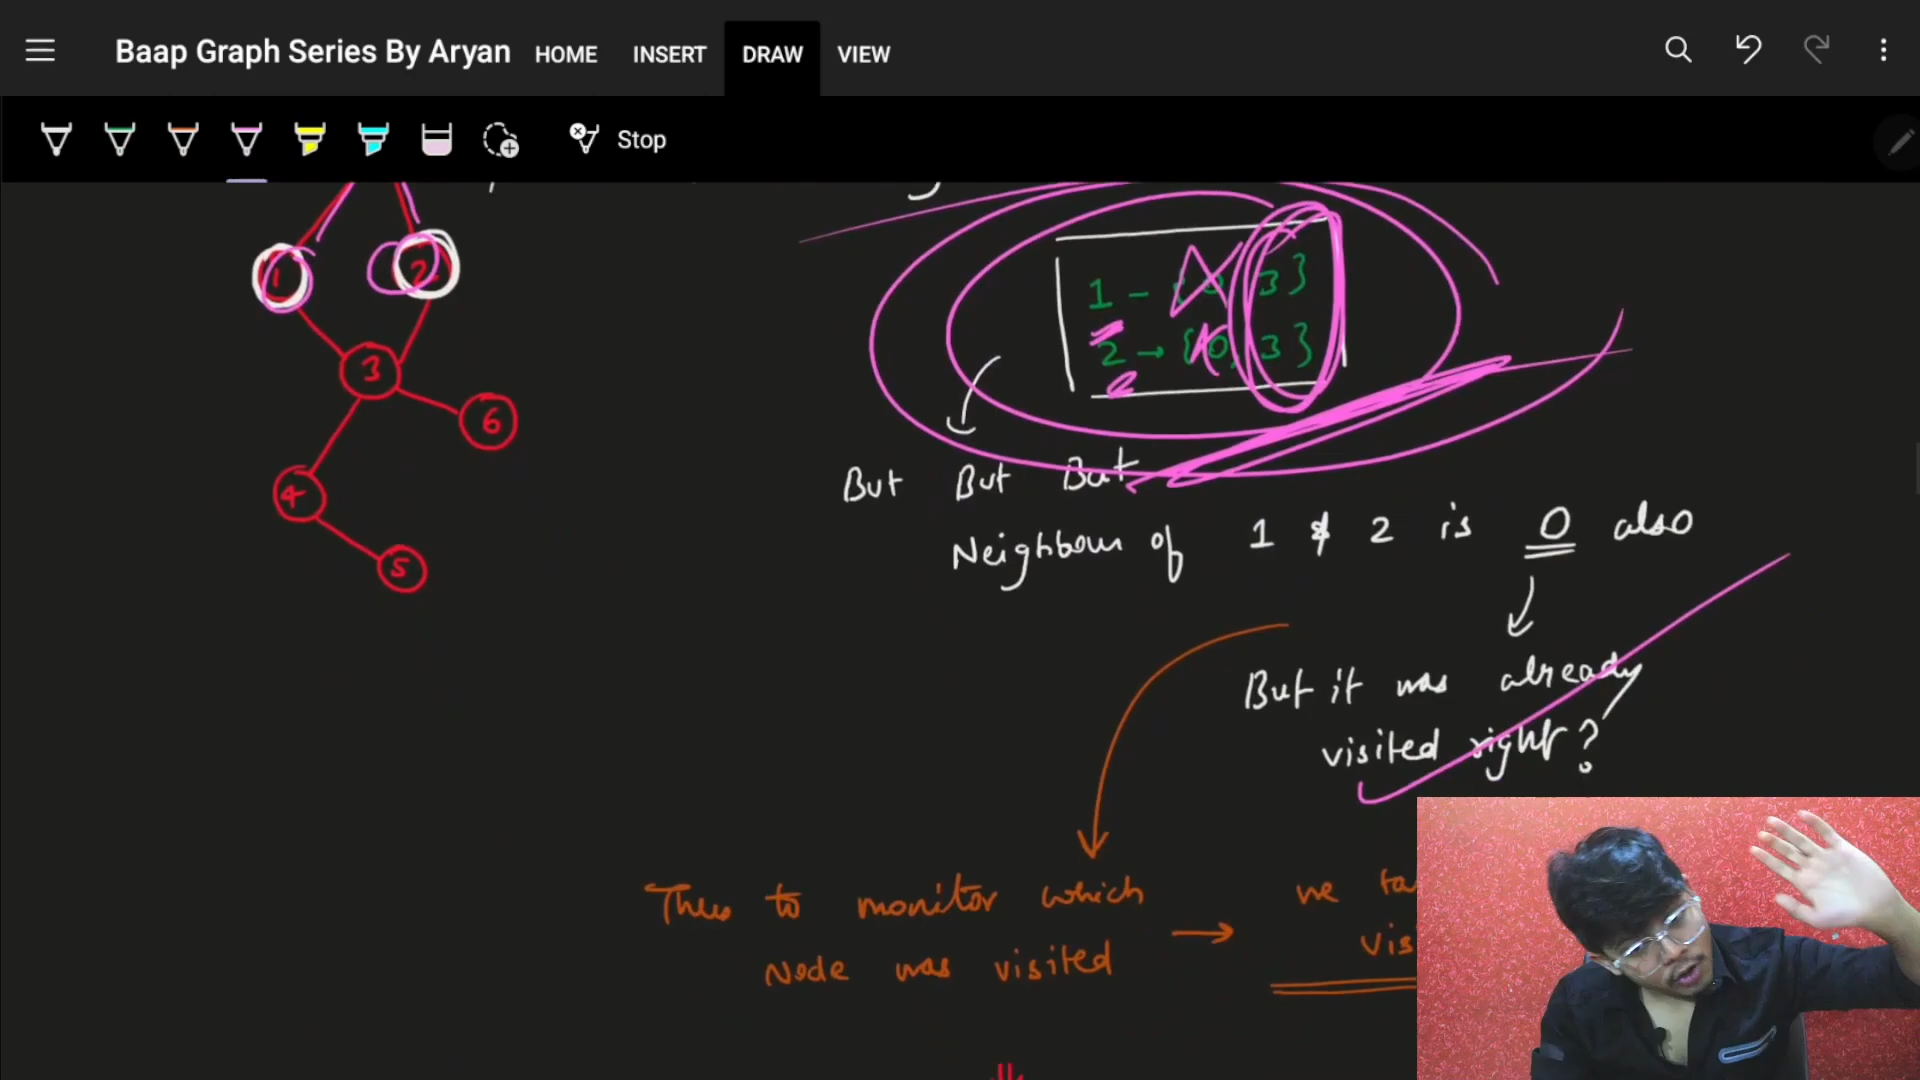 Baap Graph Series By Aryan HOME INSERT DRAW VIEW
Stop
1 2
3
6
4
5
1 - {0, 3}
2 → {0, 3}
But But But
Neighbour of 1 & 2 is 0 also
But it was already
visited right?
Thus to monitor which → we
Node was visited